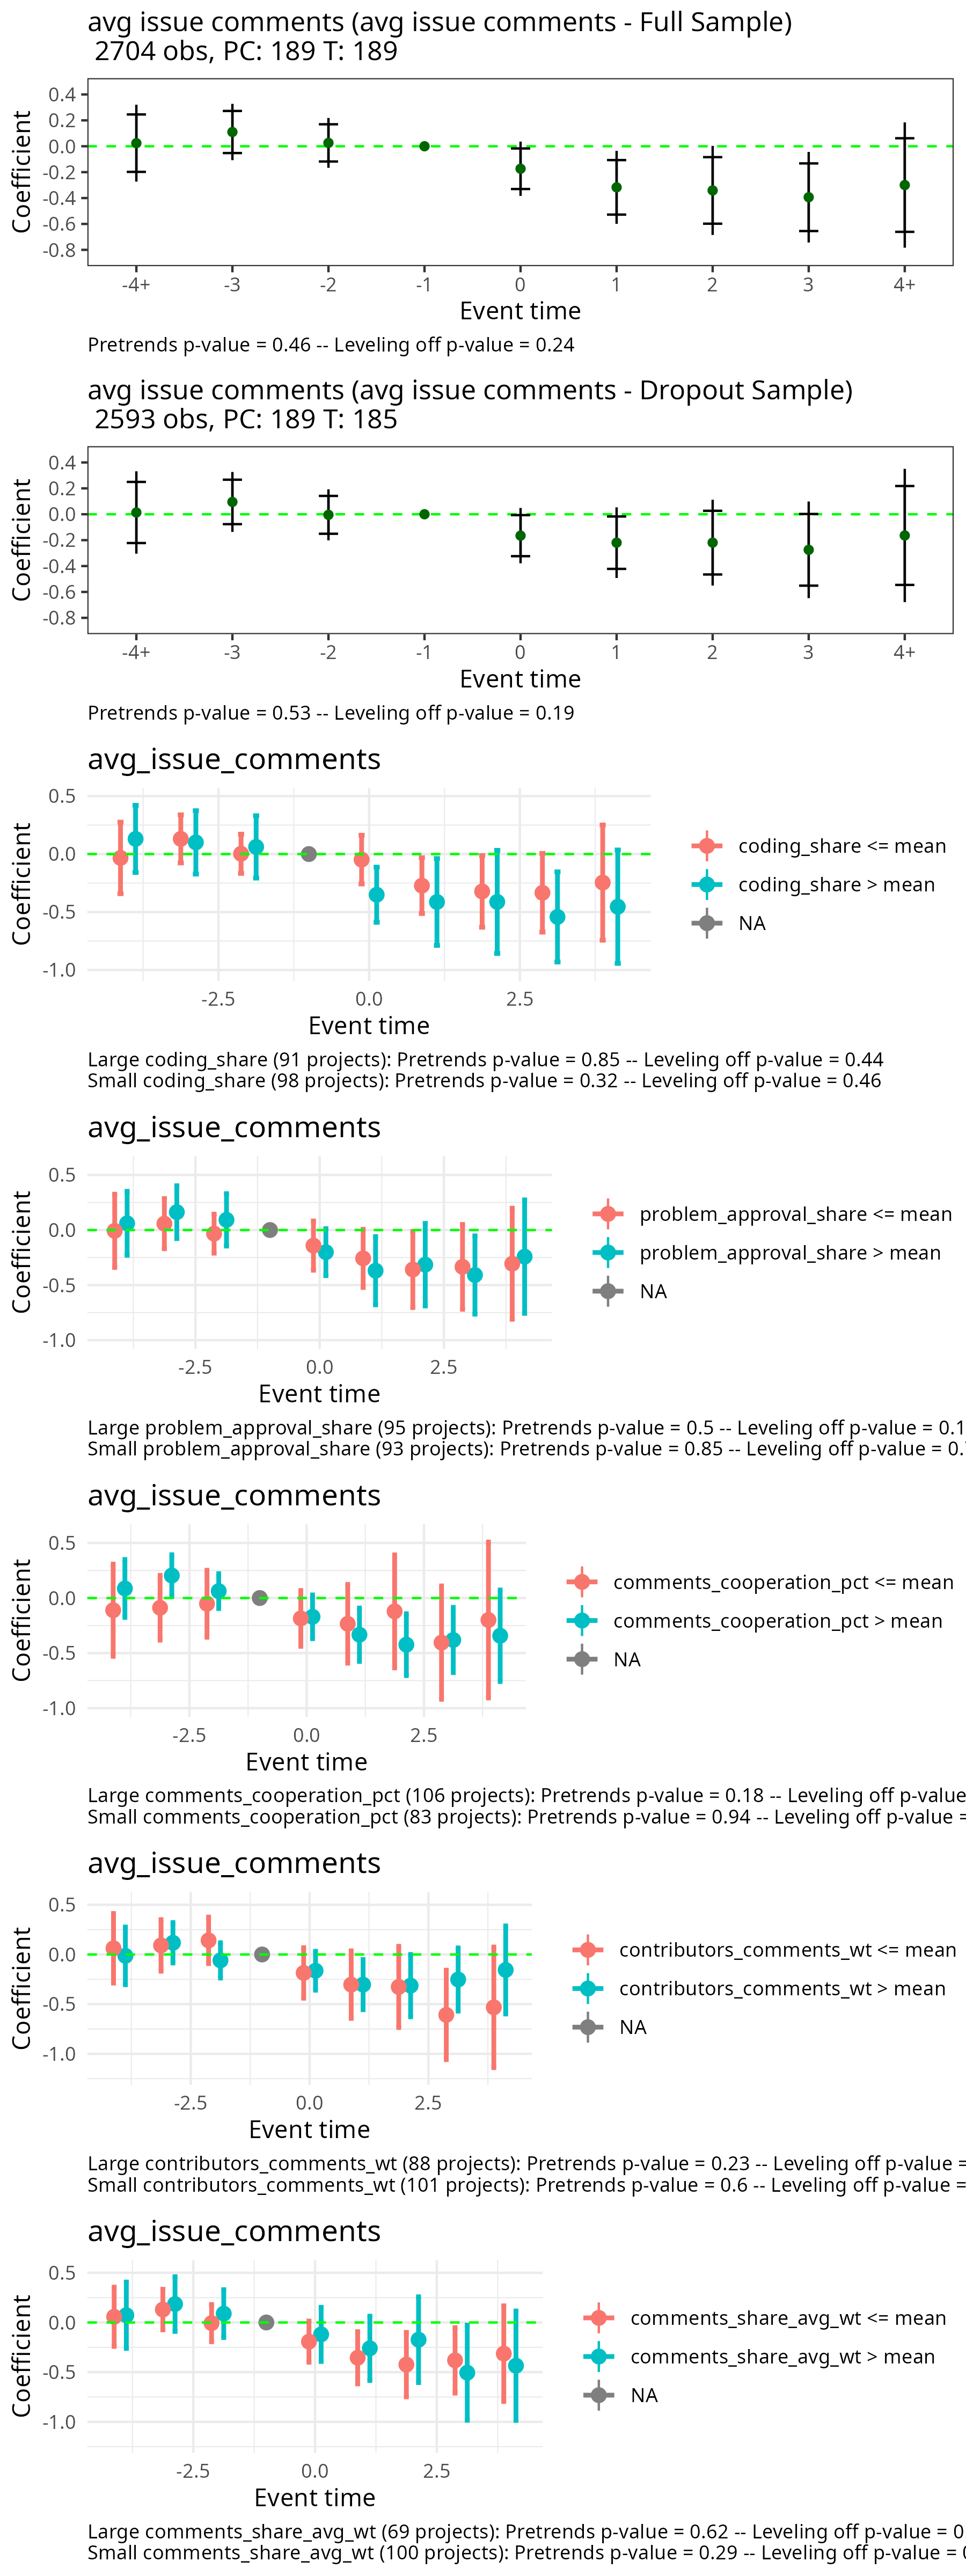 avg issue comments (avg issue comments - Full Sample)
2704 obs, PC: 189 T: 189
0.4
0.2
0.0
-0.2
-0.4
-0.6
-0.8
Coefficient
-4+ -3 -2 -1 0 1 2 3 4+
Event time
Pretrends p-value = 0.46 -- Leveling off p-value = 0.24
avg issue comments (avg issue comments - Dropout Sample)
2593 obs, PC: 189 T: 185
0.4
0.2
0.0
-0.2
-0.4
-0.6
-0.8
Coefficient
-4+ -3 -2 -1 0 1 2 3 4+
Event time
Pretrends p-value = 0.53 -- Leveling off p-value = 0.19
avg_issue_comments
0.5
0.0
-0.5
-1.0
Coefficient
-2.5 0.0 2.5
Event time
coding_share <= mean
coding_share > mean
NA
Large coding_share (91 projects): Pretrends p-value = 0.85 -- Leveling off p-value = 0.44
Small coding_share (98 projects): Pretrends p-value = 0.32 -- Leveling off p-value = 0.46
avg_issue_comments
0.5
0.0
-0.5
-1.0
Coefficient
-2.5 0.0 2.5
Event time
problem_approval_share <= mean
problem_approval_share > mean
NA
Large problem_approval_share (95 projects): Pretrends p-value = 0.5 -- Leveling off p-value = 0.1
Small problem_approval_share (93 projects): Pretrends p-value = 0.85 -- Leveling off p-value = 0.
avg_issue_comments
0.5
0.0
-0.5
-1.0
Coefficient
-2.5 0.0 2.5
Event time
comments_cooperation_pct <= mean
comments_cooperation_pct > mean
NA
Large comments_cooperation_pct (106 projects): Pretrends p-value = 0.18 -- Leveling off p-value
Small comments_cooperation_pct (83 projects): Pretrends p-value = 0.94 -- Leveling off p-value =
avg_issue_comments
0.5
0.0
-0.5
-1.0
Coefficient
-2.5 0.0 2.5
Event time
contributors_comments_wt <= mean
contributors_comments_wt > mean
NA
Large contributors_comments_wt (88 projects): Pretrends p-value = 0.23 -- Leveling off p-value =
Small contributors_comments_wt (101 projects): Pretrends p-value = 0.6 -- Leveling off p-value =
avg_issue_comments
0.5
0.0
-0.5
-1.0
Coefficient
-2.5 0.0 2.5
Event time
comments_share_avg_wt <= mean
comments_share_avg_wt > mean
NA
Large comments_share_avg_wt (69 projects): Pretrends p-value = 0.62 -- Leveling off p-value = 0
Small comments_share_avg_wt (100 projects): Pretrends p-value = 0.29 -- Leveling off p-value =